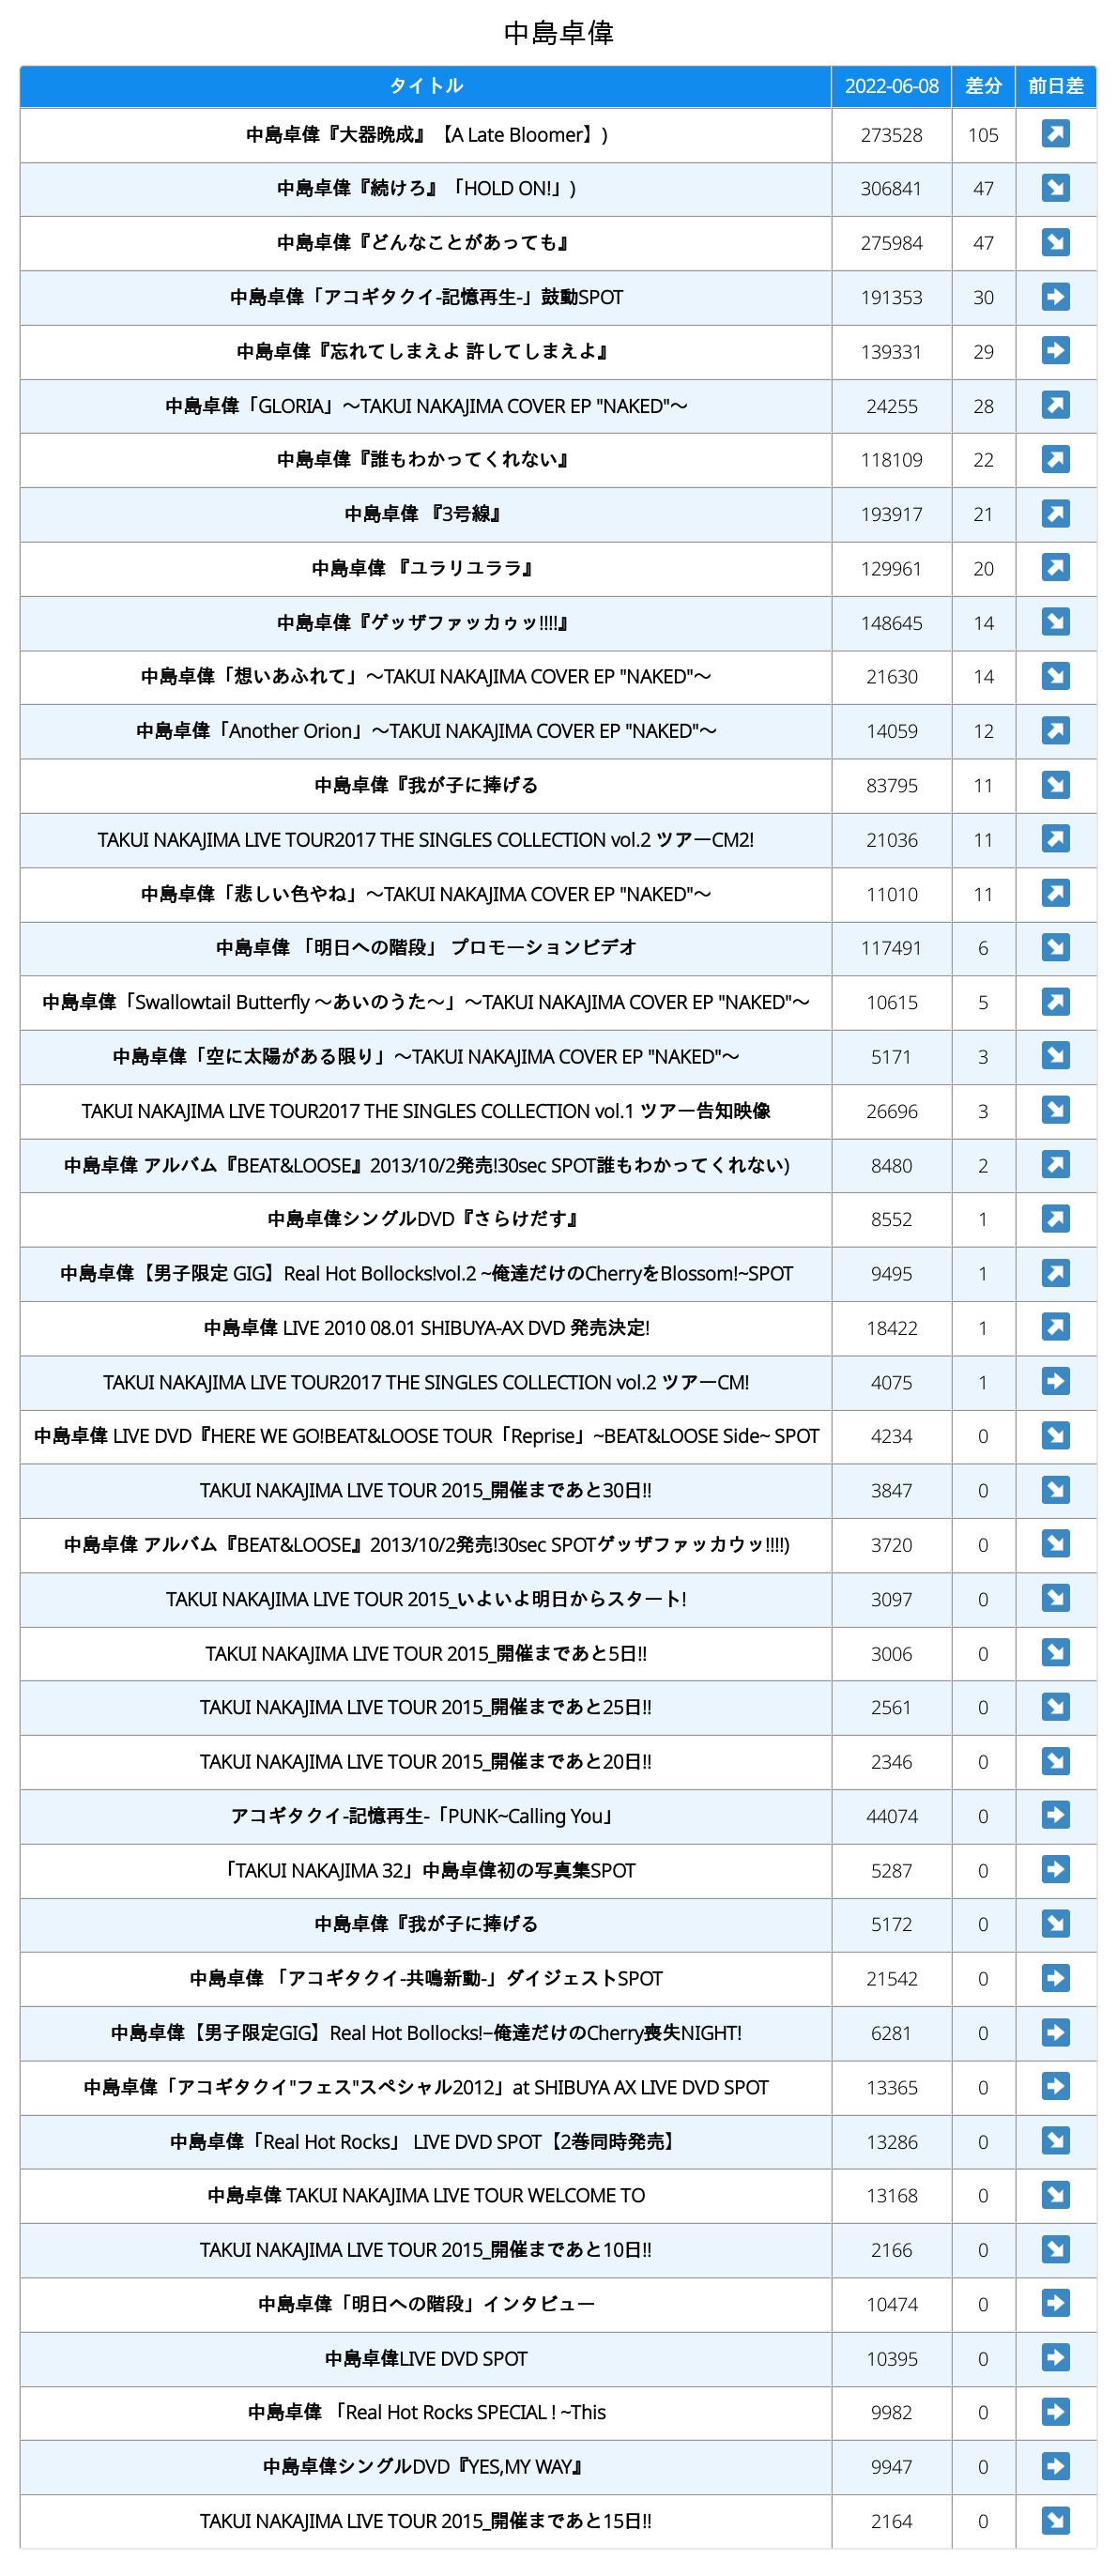 中島卓偉
タイトル 2022-06-08 差分 前日差
中島卓偉『大器晩成』【A Late Bloomer】) 273528 105 ↗
中島卓偉『続けろ』「HOLD ON!」) 306841 47 ↘
中島卓偉『どんなことがあっても』 275984 47 ↘
中島卓偉「アコギタクイ-記憶再生-」鼓動SPOT 191353 30 ➡
中島卓偉『忘れてしまえよ 許してしまえよ』 139331 29 ➡
中島卓偉「GLORIA」〜TAKUI NAKAJIMA COVER EP "NAKED"〜 24255 28 ↗
中島卓偉『誰もわかってくれない』 118109 22 ↗
中島卓偉 『3号線』 193917 21 ↗
中島卓偉 『ユラリユララ』 129961 20 ↗
中島卓偉『ゲッザファッカゥッ!!!!』 148645 14 ↘
中島卓偉「想いあふれて」〜TAKUI NAKAJIMA COVER EP "NAKED"〜 21630 14 ↘
中島卓偉「Another Orion」〜TAKUI NAKAJIMA COVER EP "NAKED"〜 14059 12 ↗
中島卓偉『我が子に捧げる 83795 11 ↘
TAKUI NAKAJIMA LIVE TOUR2017 THE SINGLES COLLECTION vol.2 ツアーCM2! 21036 11 ↗
中島卓偉「悲しい色やね」〜TAKUI NAKAJIMA COVER EP "NAKED"〜 11010 11 ↗
中島卓偉 「明日への階段」 プロモーションビデオ 117491 6 ↘
中島卓偉「Swallowtail Butterfly 〜あいのうた〜」〜TAKUI NAKAJIMA COVER EP "NAKED"〜 10615 5 ↗
中島卓偉「空に太陽がある限り」〜TAKUI NAKAJIMA COVER EP "NAKED"〜 5171 3 ↘
TAKUI NAKAJIMA LIVE TOUR2017 THE SINGLES COLLECTION vol.1 ツアー告知映像 26696 3 ↘
中島卓偉 アルバム『BEAT&LOOSE』2013/10/2発売!30sec SPOT誰もわかってくれない) 8480 2 ↗
中島卓偉シングルDVD『さらけだす』 8552 1 ↗
中島卓偉【男子限定 GIG】Real Hot Bollocks!vol.2 ~俺達だけのCherryをBlossom!~SPOT 9495 1 ↗
中島卓偉 LIVE 2010 08.01 SHIBUYA-AX DVD 発売決定! 18422 1 ↗
TAKUI NAKAJIMA LIVE TOUR2017 THE SINGLES COLLECTION vol.2 ツアーCM! 4075 1 ➡
中島卓偉 LIVE DVD『HERE WE GO!BEAT&LOOSE TOUR「Reprise」~BEAT&LOOSE Side~ SPOT 4234 0 ↘
TAKUI NAKAJIMA LIVE TOUR 2015_開催まであと30日!! 3847 0 ↘
中島卓偉 アルバム『BEAT&LOOSE』2013/10/2発売!30sec SPOTゲッザファッカウッ!!!!) 3720 0 ↘
TAKUI NAKAJIMA LIVE TOUR 2015_いよいよ明日からスタート! 3097 0 ↘
TAKUI NAKAJIMA LIVE TOUR 2015_開催まであと5日!! 3006 0 ↘
TAKUI NAKAJIMA LIVE TOUR 2015_開催まであと25日!! 2561 0 ↘
TAKUI NAKAJIMA LIVE TOUR 2015_開催まであと20日!! 2346 0 ↘
アコギタクイ-記憶再生-「PUNK~Calling You」 44074 0 ➡
「TAKUI NAKAJIMA 32」中島卓偉初の写真集SPOT 5287 0 ➡
中島卓偉『我が子に捧げる 5172 0 ↘
中島卓偉 「アコギタクイ-共鳴新動-」ダイジェストSPOT 21542 0 ➡
中島卓偉【男子限定GIG】Real Hot Bollocks!−俺達だけのCherry喪失NIGHT! 6281 0 ➡
中島卓偉「アコギタクイ"フェス"スペシャル2012」at SHIBUYA AX LIVE DVD SPOT 13365 0 ➡
中島卓偉「Real Hot Rocks」 LIVE DVD SPOT【2巻同時発売】 13286 0 ↘
中島卓偉 TAKUI NAKAJIMA LIVE TOUR WELCOME TO 13168 0 ↘
TAKUI NAKAJIMA LIVE TOUR 2015_開催まであと10日!! 2166 0 ↘
中島卓偉「明日への階段」インタビュー 10474 0 ➡
中島卓偉LIVE DVD SPOT 10395 0 ➡
中島卓偉 「Real Hot Rocks SPECIAL ! ~This 9982 0 ➡
中島卓偉シングルDVD『YES,MY WAY』 9947 0 ➡
TAKUI NAKAJIMA LIVE TOUR 2015_開催まであと15日!! 2164 0 ↘